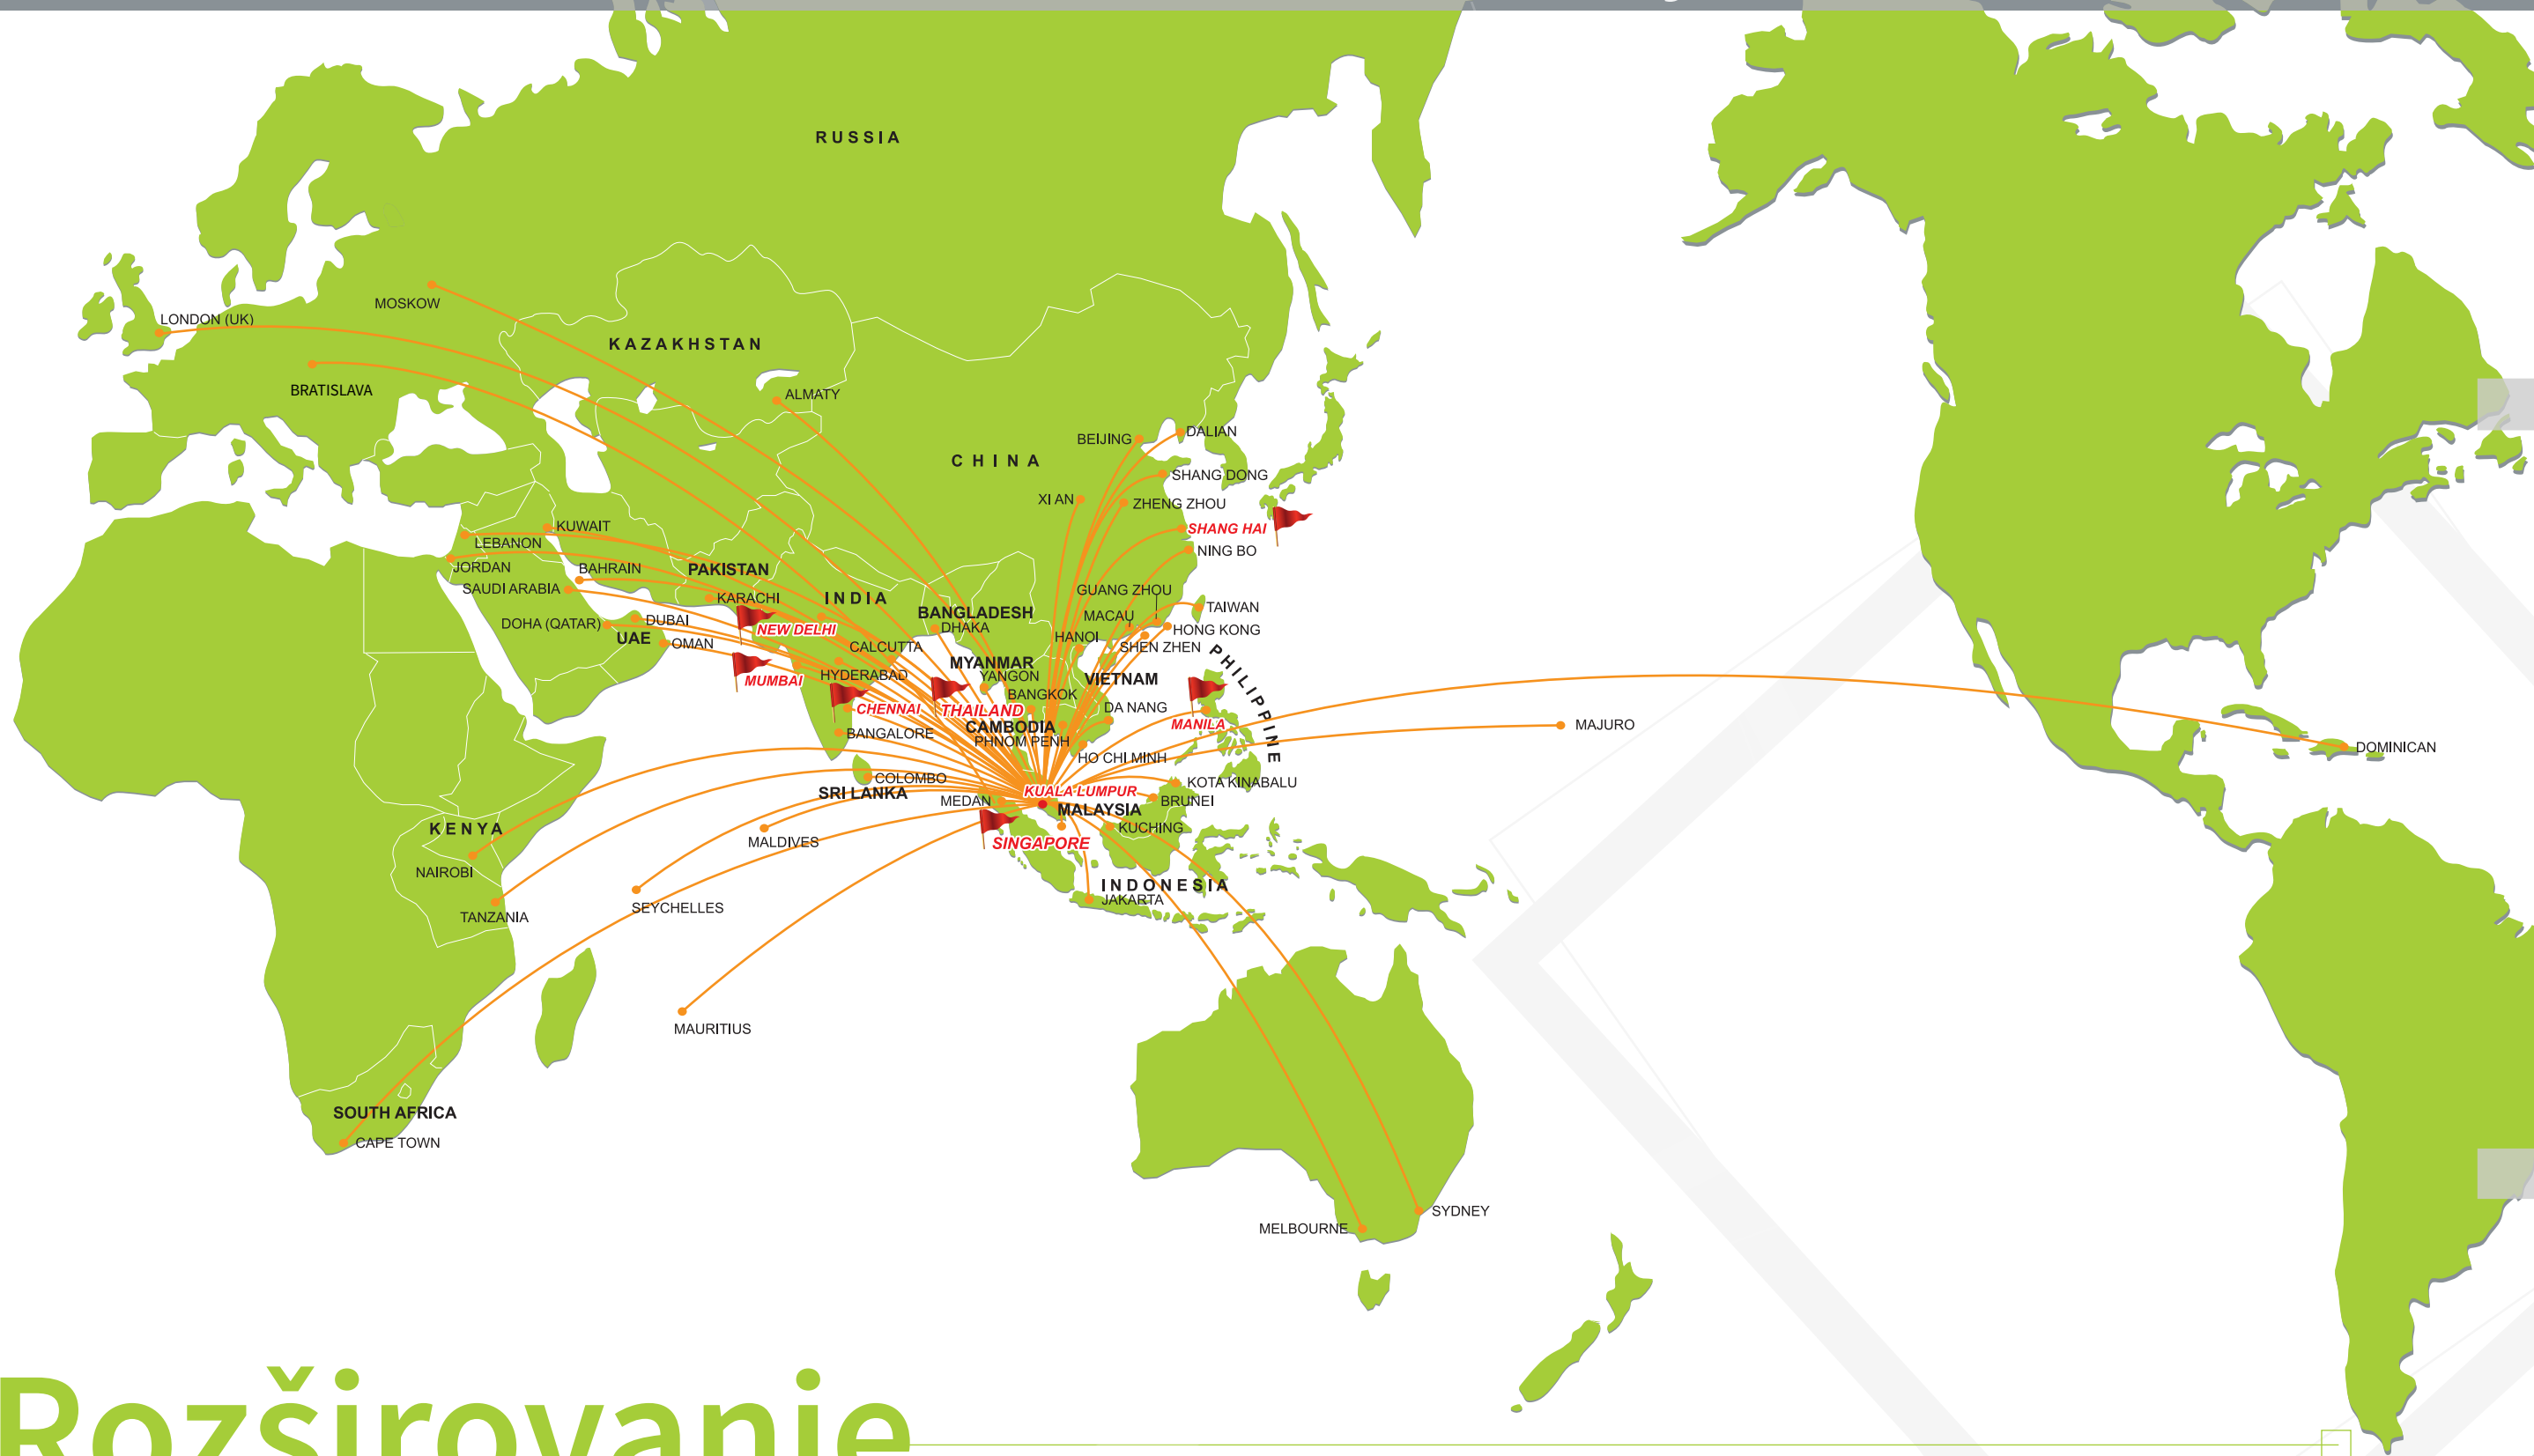 RUSSIA
MOSKOW
LONDON (UK)
KAZAKHSTAN
BRATISLAVA
ALMATY
BEIJING
DALIAN
CHINA
SHANG DONG
XI AN
ZHENG ZHOU
KUWAIT
SHANG HAI
LEBANON
NING BO
JORDAN
BAHRAIN
PAKISTAN
SAUDI ARABIA
GUANG ZHOU
KARACHI
INDIA
BANGLADESH
TAIWAN
MACAU
DOHA (QATAR)
DUBAI
NEW DELHI
DHAKA
HONG KONG
UAE
OMAN
HANOI
CALCUTTA
SHEN ZHEN
PHILIPPINE
MYANMAR
HYDERABAD
YANGON
VIETNAM
MUMBAI
BANGKOK
CHENNAI
THAILAND
DA NANG
MANILA
MAJURO
CAMBODIA
BANGALORE
PHNOM PENH
DOMINICAN
HO CHI MINH
COLOMBO
KOTA KINABALU
SRI LANKA
KUALA LUMPUR
MEDAN
BRUNEI
MALAYSIA
KENYA
KUCHING
MALDIVES
SINGAPORE
NAIROBI
INDONESIA
JAKARTA
SEYCHELLES
TANZANIA
MAURITIUS
SOUTH AFRICA
CAPE TOWN
SYDNEY
MELBOURNE
Rozširovanie